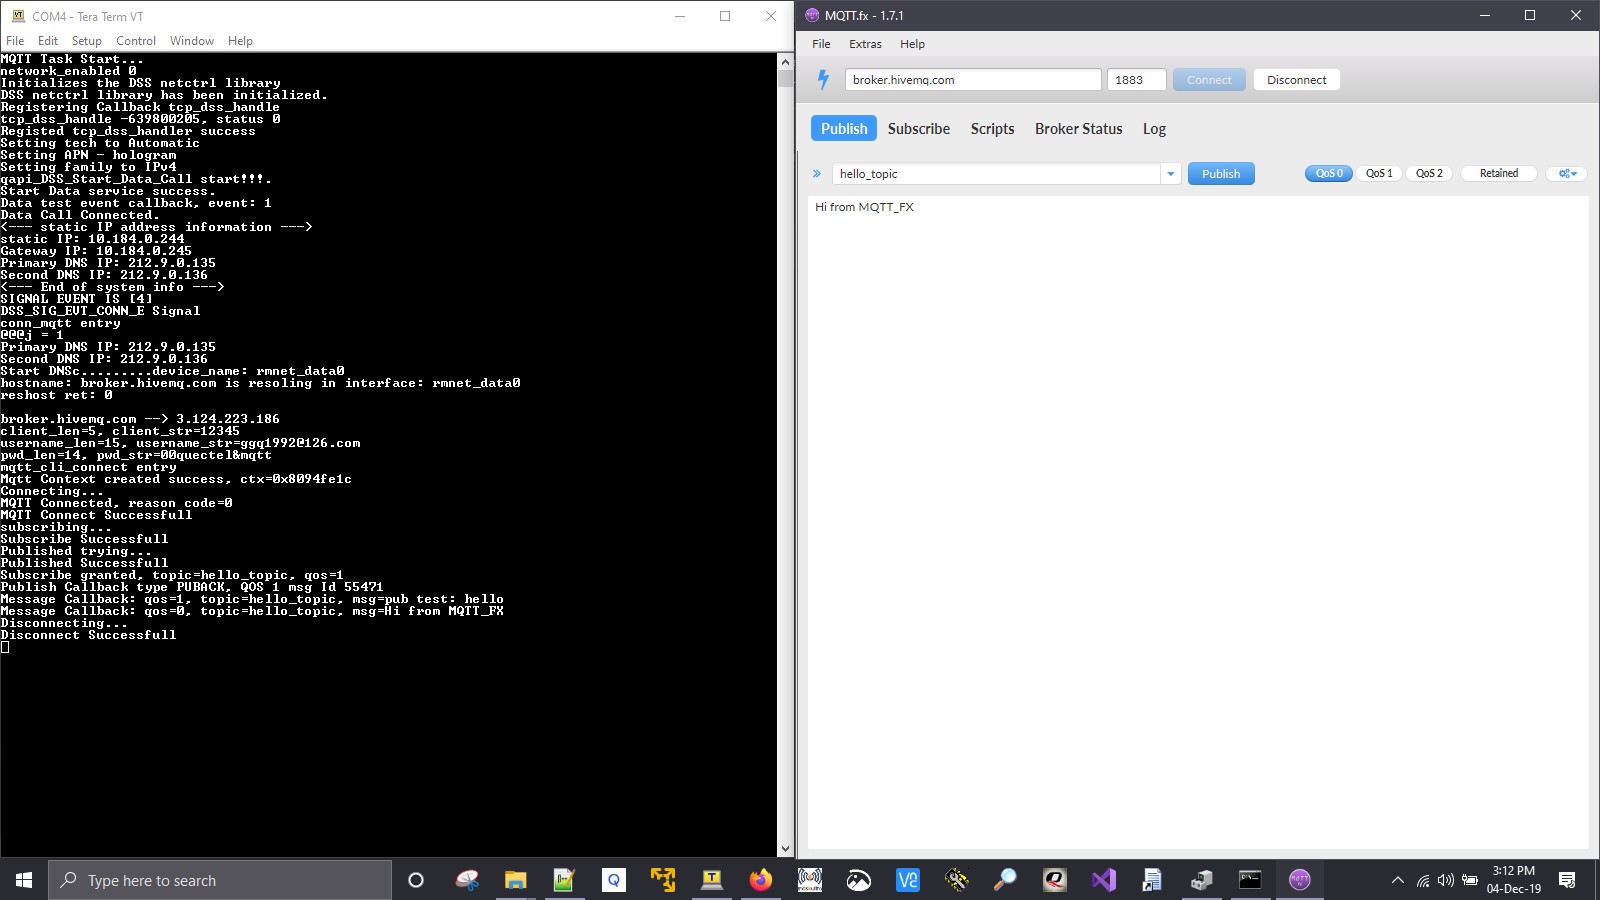 COM4 - Tera Term VT
File Edit Setup Control Window Help
MQTT Task Start...
network_enabled 0
Initializes the DSS netctrl library
DSS netctrl library has been initialized.
Registering Callback tcp_dss_handle
tcp_dss_handle -639800205, status 0
Registed tcp_dss_handler success
Setting tech to Automatic
Setting APN - hologram
Setting family to IPv4
qapi_DSS_Start_Data_Call start!!!.
Start Data service success.
Data test event callback, event: 1
Data Call Connected.
<--- static IP address information --->
static IP: 10.184.0.244
Gateway IP: 10.184.0.245
Primary DNS IP: 212.9.0.135
Second DNS IP: 212.9.0.136
<--- End of system info --->
SIGNAL EVENT IS [4]
DSS_SIG_EVT_CONN_E Signal
conn_mqtt entry
@@@j = 1
Primary DNS IP: 212.9.0.135
Second DNS IP: 212.9.0.136
Start DNSc.........device_name: rmnet_data0
hostname: broker.hivemq.com is resoling in interface: rmnet_data0
reshost ret: 0
broker.hivemq.com --> 3.124.223.186
client_len=5, client_str=12345
username_len=15, username_str=ggq1992@126.com
pwd_len=14, pwd_str=00quectel&mqtt
mqtt_cli_connect entry
Mqtt Context created success, ctx=0x8094fe1c
Connecting...
MQTT Connected, reason code=0
MQTT Connect Successfull
subscribing...
Subscribe Successfull
Published trying...
Published Successfull
Subscribe granted, topic=hello_topic, qos=1
Publish Callback type PUBACK, QOS 1 msg Id 55471
Message Callback: qos=1, topic=hello_topic, msg=pub test: hello
Message Callback: qos=0, topic=hello_topic, msg=Hi from MQTT_FX
Disconnecting...
Disconnect Successfull
MQTT.fx - 1.7.1
File Extras Help
broker.hivemq.com 1883 Connect Disconnect
Publish Subscribe Scripts Broker Status Log
hello_topic Publish QoS 0 QoS 1 QoS 2 Retained
Hi from MQTT_FX
Type here to search
3:12 PM
04-Dec-19